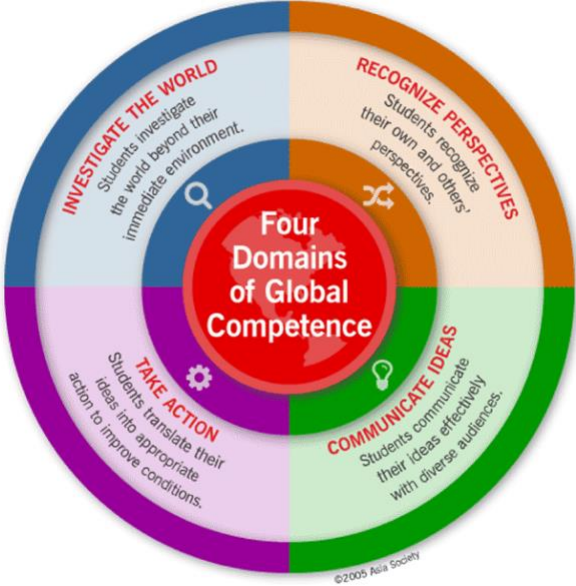 INVESTIGATE THE WORLD
Students investigate
the world beyond their
immediate environment.
RECOGNIZE PERSPECTIVES
Students recognize
their own and others'
perspectives.
Four
Domains
of Global
Competence
TAKE ACTION
Students translate their
ideas into appropriate
action to improve conditions.
COMMUNICATE IDEAS
Students communicate
their ideas effectively
with diverse audiences.
©2005 Asia Society